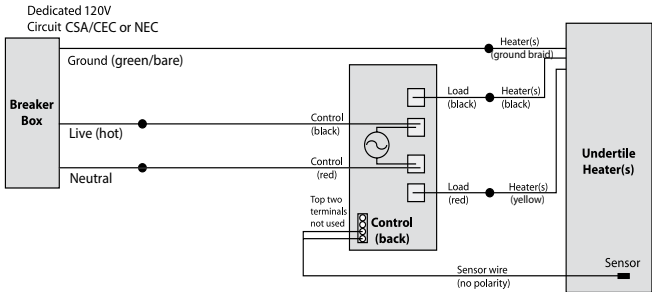 Dedicated 120V
Circuit CSA/CEC or NEC
Ground (green/bare)
Heater(s)
(ground braid)
Breaker
Box
Load
(black)
Heater(s)
(black)
Control
(black)
Live (hot)
Control
(red)
Neutral
Undertile
Heater(s)
Load
(red)
Heater(s)
(yellow)
Top two
terminals
not used
Control
(back)
Sensor wire
(no polarity)
Sensor